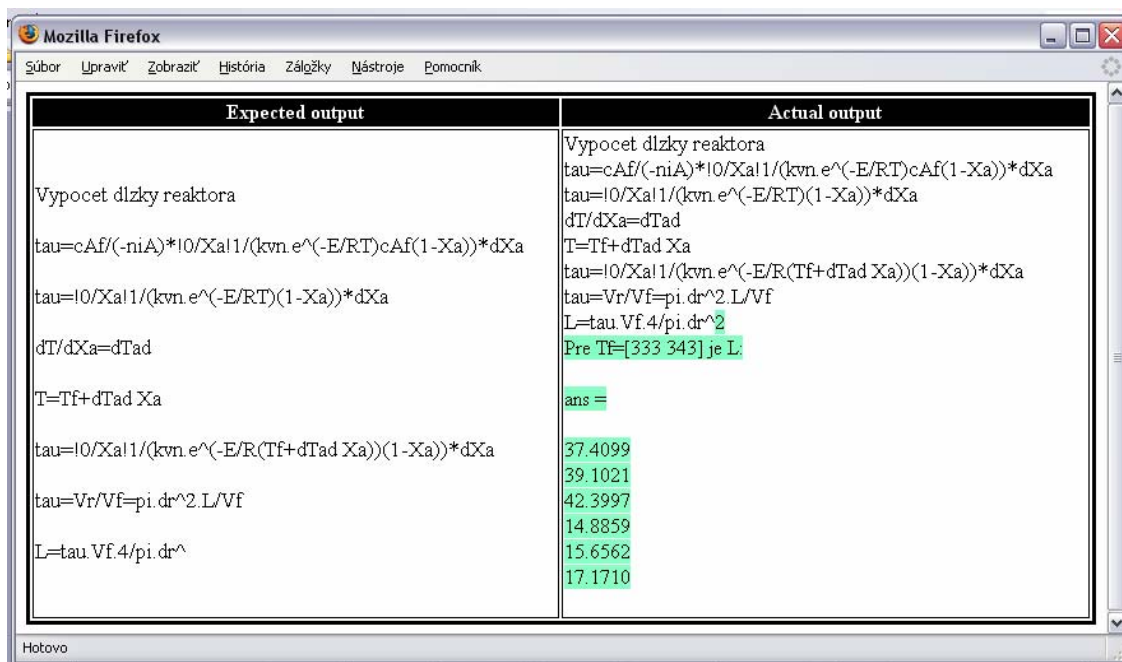 Mozilla Firefox
Súbor Upraviť Zobraziť História Záložky Nástroje Pomocník
Expected output
Vypocet dlzky reaktora
tau=cAf/(-niA)*!0/Xa!1/(kvn.e^(-E/RT)cAf(1-Xa))*dXa
tau=!0/Xa!1/(kvn.e^(-E/RT)(1-Xa))*dXa
dT/dXa=dTad
T=Tf+dTad Xa
tau=!0/Xa!1/(kvn.e^(-E/R(Tf+dTad Xa))(1-Xa))*dXa
tau=Vr/Vf=pi.dr^2.L/Vf
L=tau.Vf.4/pi.dr^
Actual output
Vypocet dlzky reaktora
tau=cAf/(-niA)*!0/Xa!1/(kvn.e^(-E/RT)cAf(1-Xa))*dXa
tau=!0/Xa!1/(kvn.e^(-E/RT)(1-Xa))*dXa
dT/dXa=dTad
T=Tf+dTad Xa
tau=!0/Xa!1/(kvn.e^(-E/R(Tf+dTad Xa))(1-Xa))*dXa
tau=Vr/Vf=pi.dr^2.L/Vf
L=tau.Vf.4/pi.dr^2
Pre Tf=[333 343] je L:
ans =
37.4099
39.1021
42.3997
14.8859
15.6562
17.1710
Hotovo